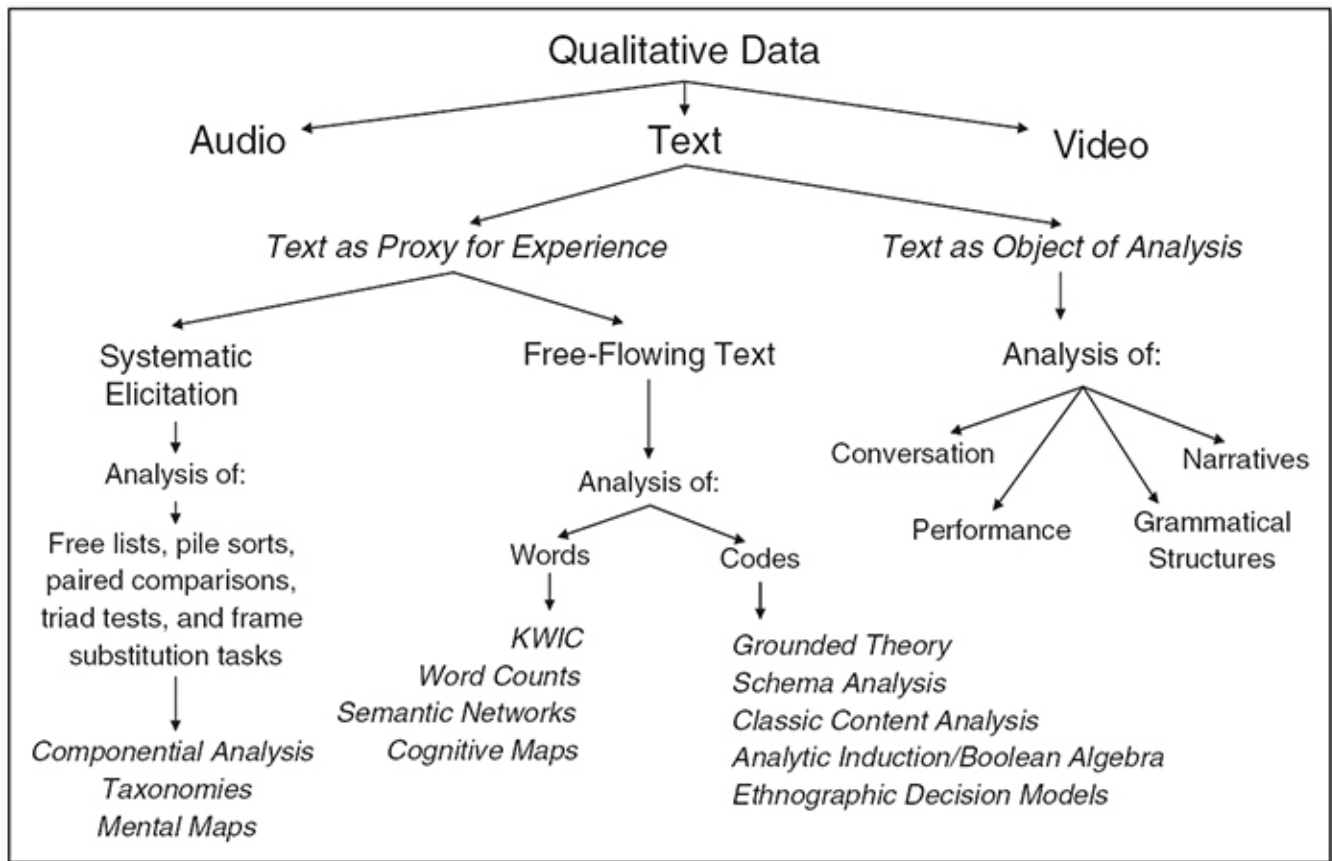 Qualitative Data
Audio
Text
Video
Text as Proxy for Experience
Text as Object of Analysis
Systematic
Elicitation
Free-Flowing Text
Analysis of:
Analysis of:
Free lists, pile sorts,
paired comparisons,
triad tests, and frame
substitution tasks
Componential Analysis
Taxonomies
Mental Maps
Analysis of:
Words
Codes
KWIC
Word Counts
Semantic Networks
Cognitive Maps
Grounded Theory
Schema Analysis
Classic Content Analysis
Analytic Induction/Boolean Algebra
Ethnographic Decision Models
Conversation
Narratives
Performance
Grammatical
Structures